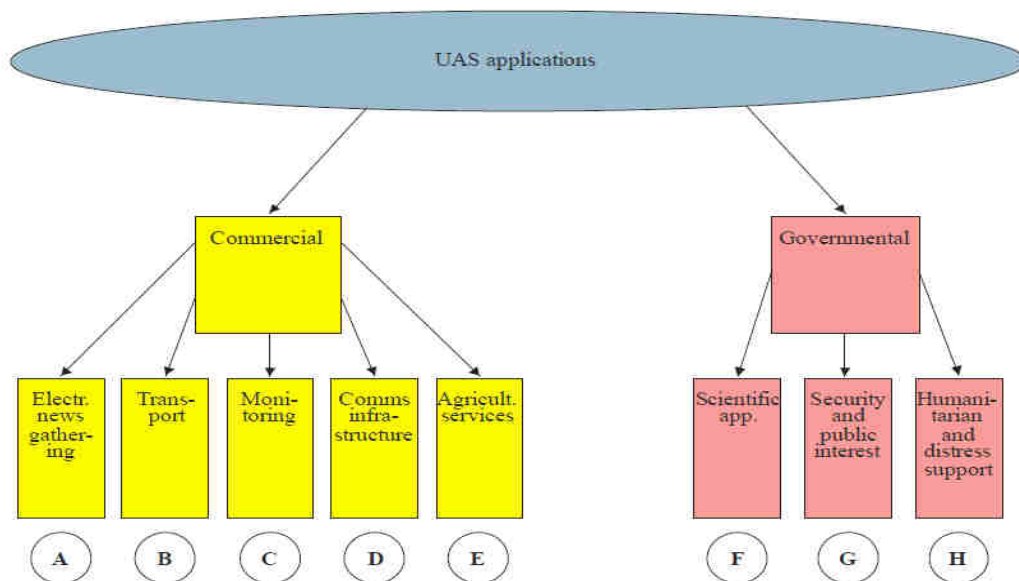 UAS applications
Commercial
Governmental
Electr.
news
gather-
ing
Trans-
port
Moni-
toring
Comms
infra-
structure
Agricult.
services
Scientific
app.
Security
and
public
interest
Humani-
tarian
and
distress
support
A
B
C
D
E
F
G
H